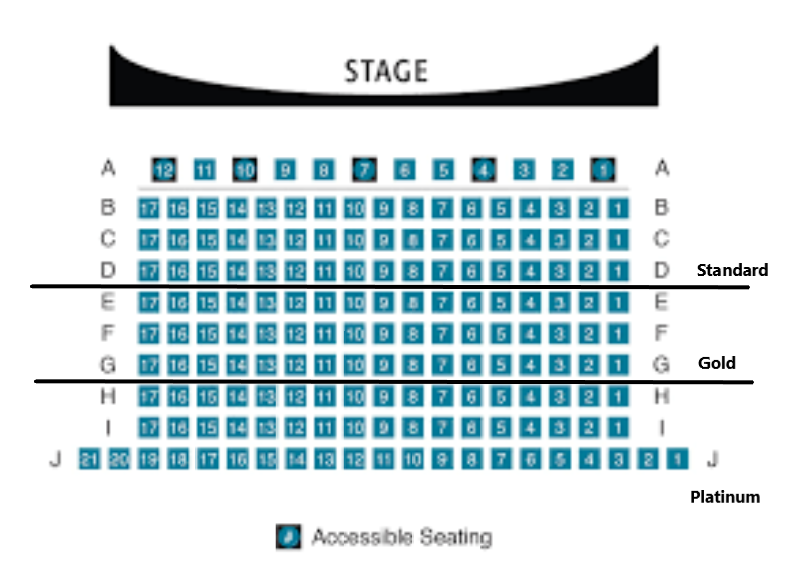 STAGE
A 12 11 10 9 8 7 6 5 4 3 2 1 A
B 17 16 15 14 13 12 11 10 9 8 7 6 5 4 3 2 1 B
C 17 16 15 14 13 12 11 10 9 8 7 6 5 4 3 2 1 C
D 17 16 15 14 13 12 11 10 9 8 7 6 5 4 3 2 1 D Standard
E 17 16 15 14 13 12 11 10 9 8 7 6 5 4 3 2 1 E
F 17 16 15 14 13 12 11 10 9 8 7 6 5 4 3 2 1 F
G 17 16 15 14 13 12 11 10 9 8 7 6 5 4 3 2 1 G Gold
H 17 16 15 14 13 12 11 10 9 8 7 6 5 4 3 2 1 H
I 17 16 15 14 13 12 11 10 9 8 7 6 5 4 3 2 1 I
J 21 20 19 18 17 16 15 14 13 12 11 10 9 8 7 6 5 4 3 2 1 J
Platinum
# Accessible Seating